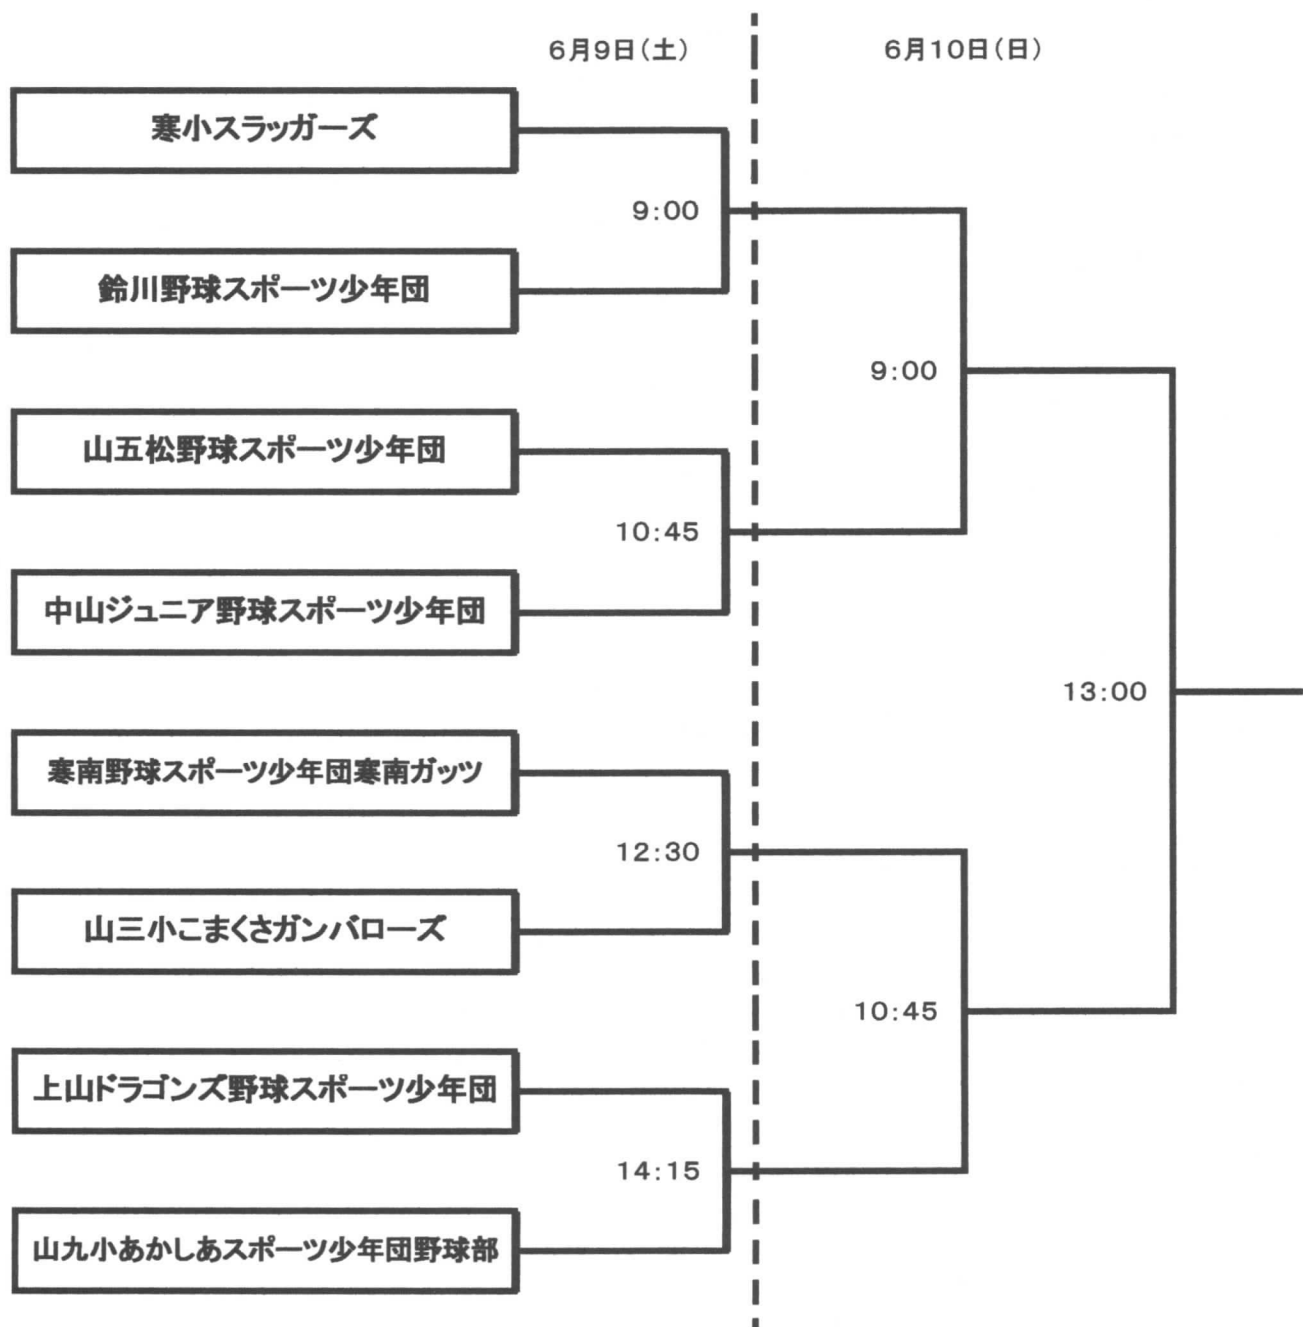 6月9日(土)
6月10日(日)
寒小スラッガーズ
9:00
鈴川野球スポーツ少年団
9:00
山五松野球スポーツ少年団
10:45
中山ジュニア野球スポーツ少年団
13:00
寒南野球スポーツ少年団寒南ガッツ
12:30
山三小こまくさガンバローズ
10:45
上山ドラゴンズ野球スポーツ少年団
14:15
山九小あかしあスポーツ少年団野球部